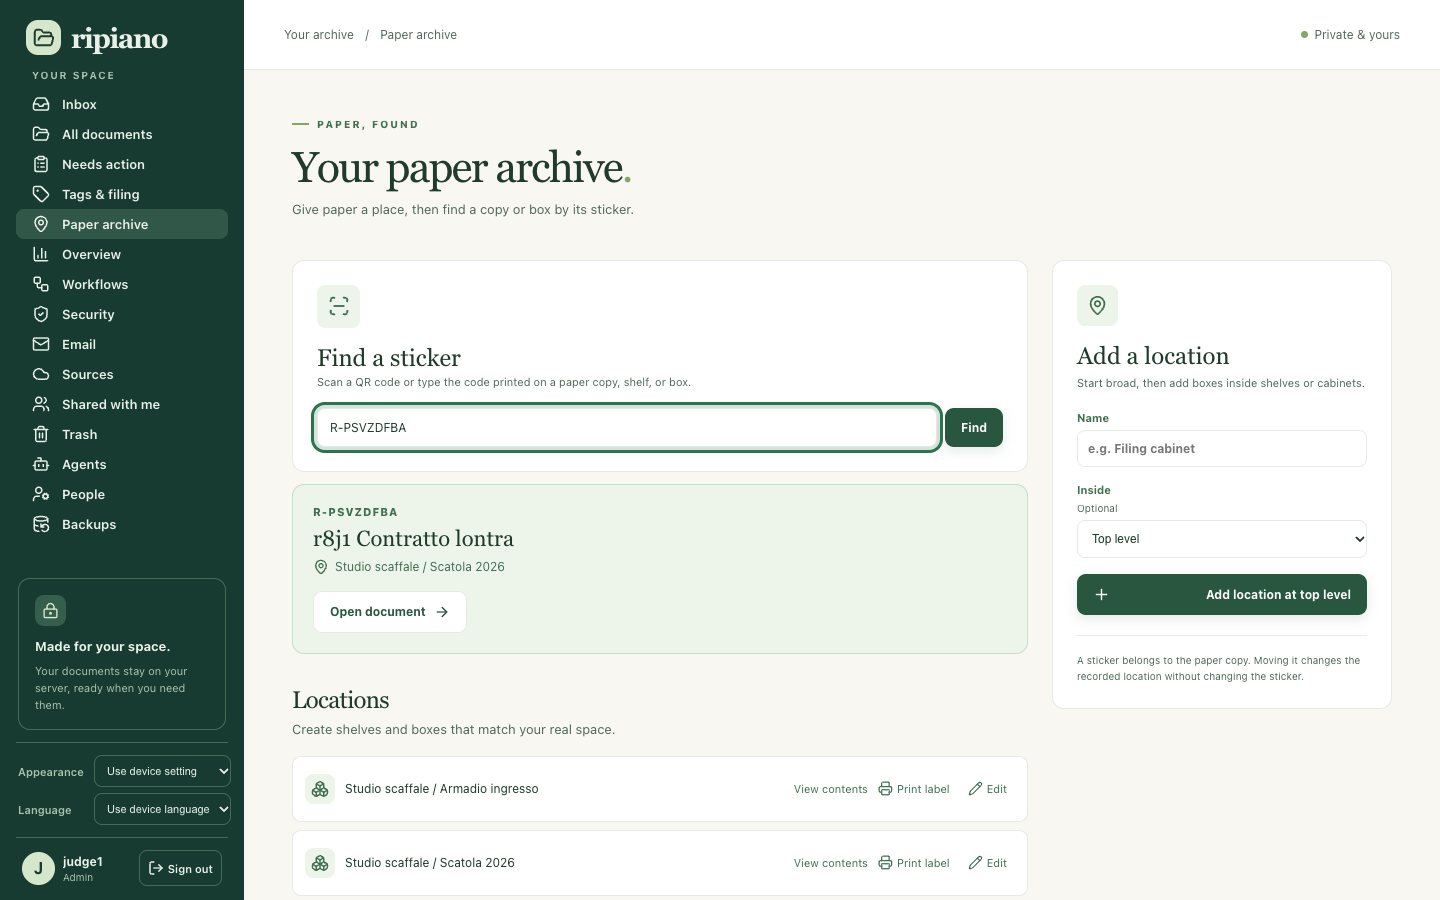 ripiano
YOUR SPACE
Inbox
All documents
Needs action
Tags & filing
Paper archive
Overview
Workflows
Security
Email
Sources
Shared with me
Trash
Agents
People
Backups
Made for your space.
Your documents stay on your
server, ready when you need
them.
Appearance Use device setting
Language Use device language
J judge1
Admin
Sign out
Your archive / Paper archive
Private & yours
PAPER, FOUND
Your paper archive.
Give paper a place, then find a copy or box by its sticker.
Find a sticker
Scan a QR code or type the code printed on a paper copy, shelf, or box.
R-PSVZDFBA Find
R-PSVZDFBA
r8j1 Contratto lontra
Studio scaffale / Scatola 2026
Open document
Locations
Create shelves and boxes that match your real space.
Studio scaffale / Armadio ingresso View contents Print label Edit
Studio scaffale / Scatola 2026 View contents Print label Edit
Add a location
Start broad, then add boxes inside shelves or cabinets.
Name
e.g. Filing cabinet
Inside
Optional
Top level
Add location at top level
A sticker belongs to the paper copy. Moving it changes the
recorded location without changing the sticker.